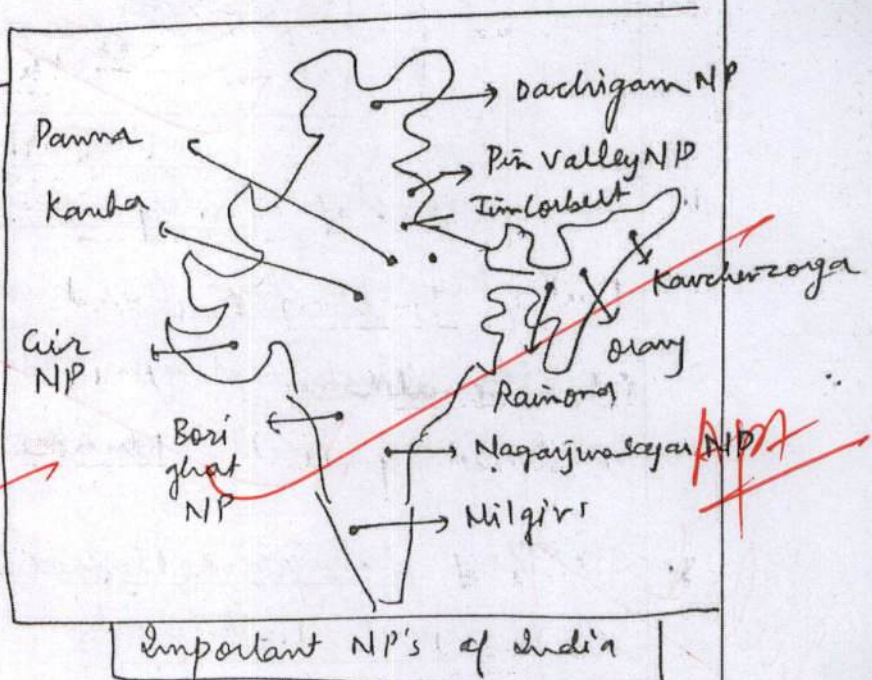 Dachigam NP
Panna
Pin Valley NP
Kanha
Jim Corbett
Kanchenzonga
Gir
NP
Orang
Raimona
Bori
ghat
NP
Nagarjunasagar NP
Nilgiri
Important NP's of India